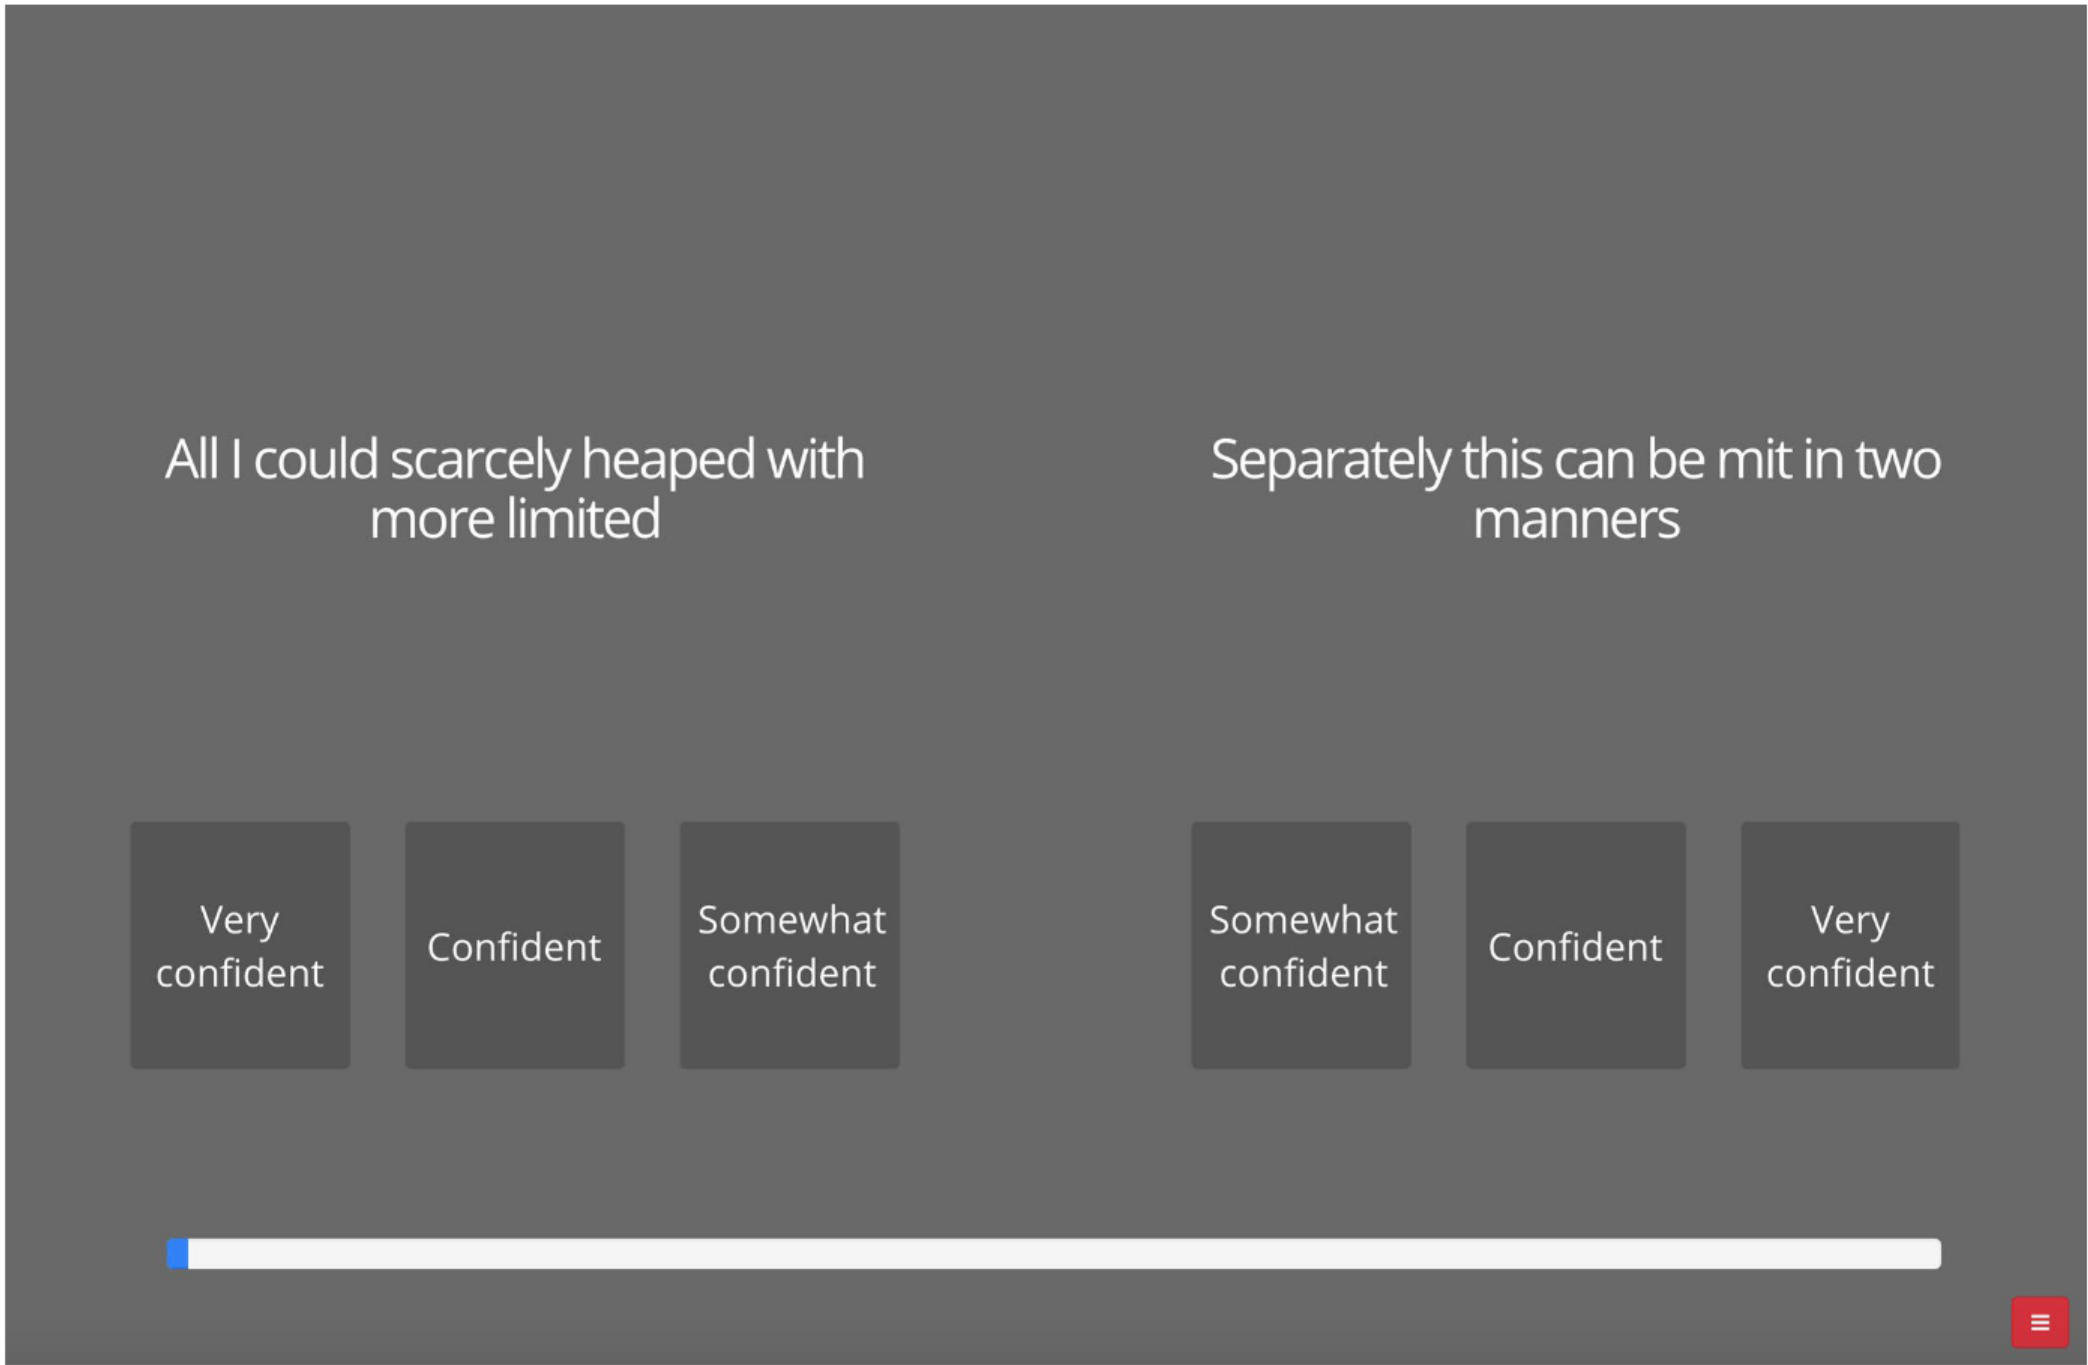 All I could scarcely heaped with
more limited
Separately this can be mit in two
manners
Very
confident
Confident
Somewhat
confident
Somewhat
confident
Confident
Very
confident